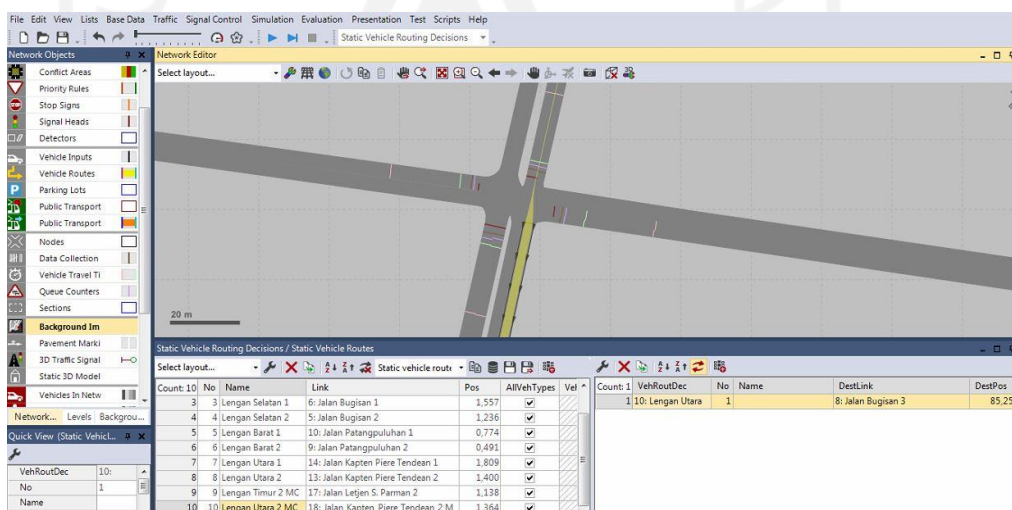 File Edit View Lists Base Data Traffic Signal Control Simulation Evaluation Presentation Test Scripts Help
Static Vehicle Routing Decisions
Network Objects
Network Editor
Select layout...
Conflict Areas
Priority Rules
Stop Signs
Signal Heads
Detectors
Vehicle Inputs
Vehicle Routes
Parking Lots
Public Transport
Public Transport
Nodes
Data Collection
Vehicle Travel Ti
Queue Counters
Sections
Background Im
Pavement Marki
3D Traffic Signal
Static 3D Model
Vehicles In Netw
Network... Levels Backgrou...
Quick View (Static Vehicl...
VehRoutDec 10:
No 1
Name
20 m
Static Vehicle Routing Decisions / Static Vehicle Routes
Select layout... Static vehicle route
Count: 10 No Name Link Pos AllVehTypes Vel
3 3 Lengan Selatan 1 6: Jalan Bugisan 1 1,557
4 4 Lengan Selatan 2 5: Jalan Bugisan 2 1,236
5 5 Lengan Barat 1 10: Jalan Patangpuluhan 1 0,774
6 6 Lengan Barat 2 9: Jalan Patangpuluhan 2 0,491
7 7 Lengan Utara 1 14: Jalan Kapten Piere Tendean 1 1,809
8 8 Lengan Utara 2 13: Jalan Kapten Piere Tendean 2 1,400
9 9 Lengan Timur 2 MC 17: Jalan Letjen S. Parman 2 1,138
10 10 Lengan Utara 2 MC 18: Jalan Kapten Piere Tendean 2 M 1,364
Count: 1 VehRoutDec No Name DestLink DestPos
1 10: Lengan Utara 1 8: Jalan Bugisan 3 85,25